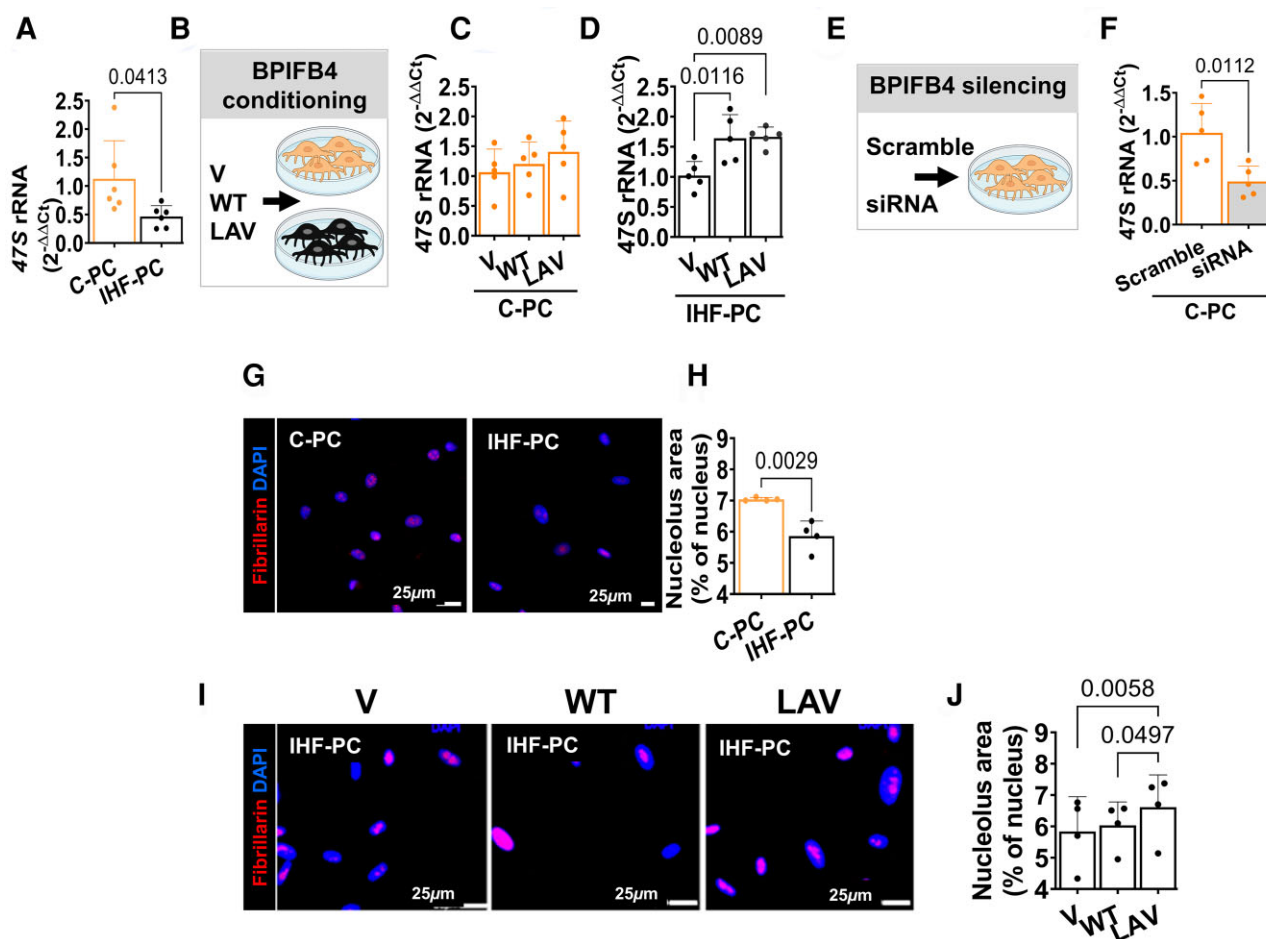 A
0.0413
47S rRNA
(2-ΔΔCt)
2.5
2.0
1.5
1.0
0.5
0.0
C-PC
IHF-PC
B
BPIFB4
conditioning
V
WT
LAV
C
47S rRNA (2-ΔΔCt)
2.5
2.0
1.5
1.0
0.5
0.0
V
WT
LAV
C-PC
D
0.0089
0.0116
47S rRNA (2-ΔΔCt)
2.5
2.0
1.5
1.0
0.5
0.0
V
WT
LAV
IHF-PC
E
BPIFB4 silencing
Scramble
siRNA
F
0.0112
47S rRNA (2-ΔΔCt)
1.5
1.0
0.5
0.0
Scramble
siRNA
C-PC
G
Fibrillarin DAPI
C-PC
25µm
IHF-PC
25µm
H
Nucleolus area
(% of nucleus)
0.0029
9
8
7
6
5
4
C-PC
IHF-PC
I
V
WT
LAV
Fibrillarin DAPI
IHF-PC
25µm
IHF-PC
25µm
IHF-PC
25µm
J
0.0058
0.0497
Nucleolus area
(% of nucleus)
9
8
7
6
5
4
V
WT
LAV